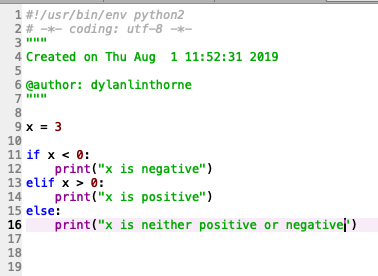 1 #!/usr/bin/env python2
2 # -*- coding: utf-8 -*-
3 """
4 Created on Thu Aug  1 11:52:31 2019
5
6 @author: dylanlinthorne
7 """
8
9 x = 3
10
11 if x < 0:
12     print("x is negative")
13 elif x > 0:
14     print("x is positive")
15 else:
16     print("x is neither positive or negative")
17
18
19